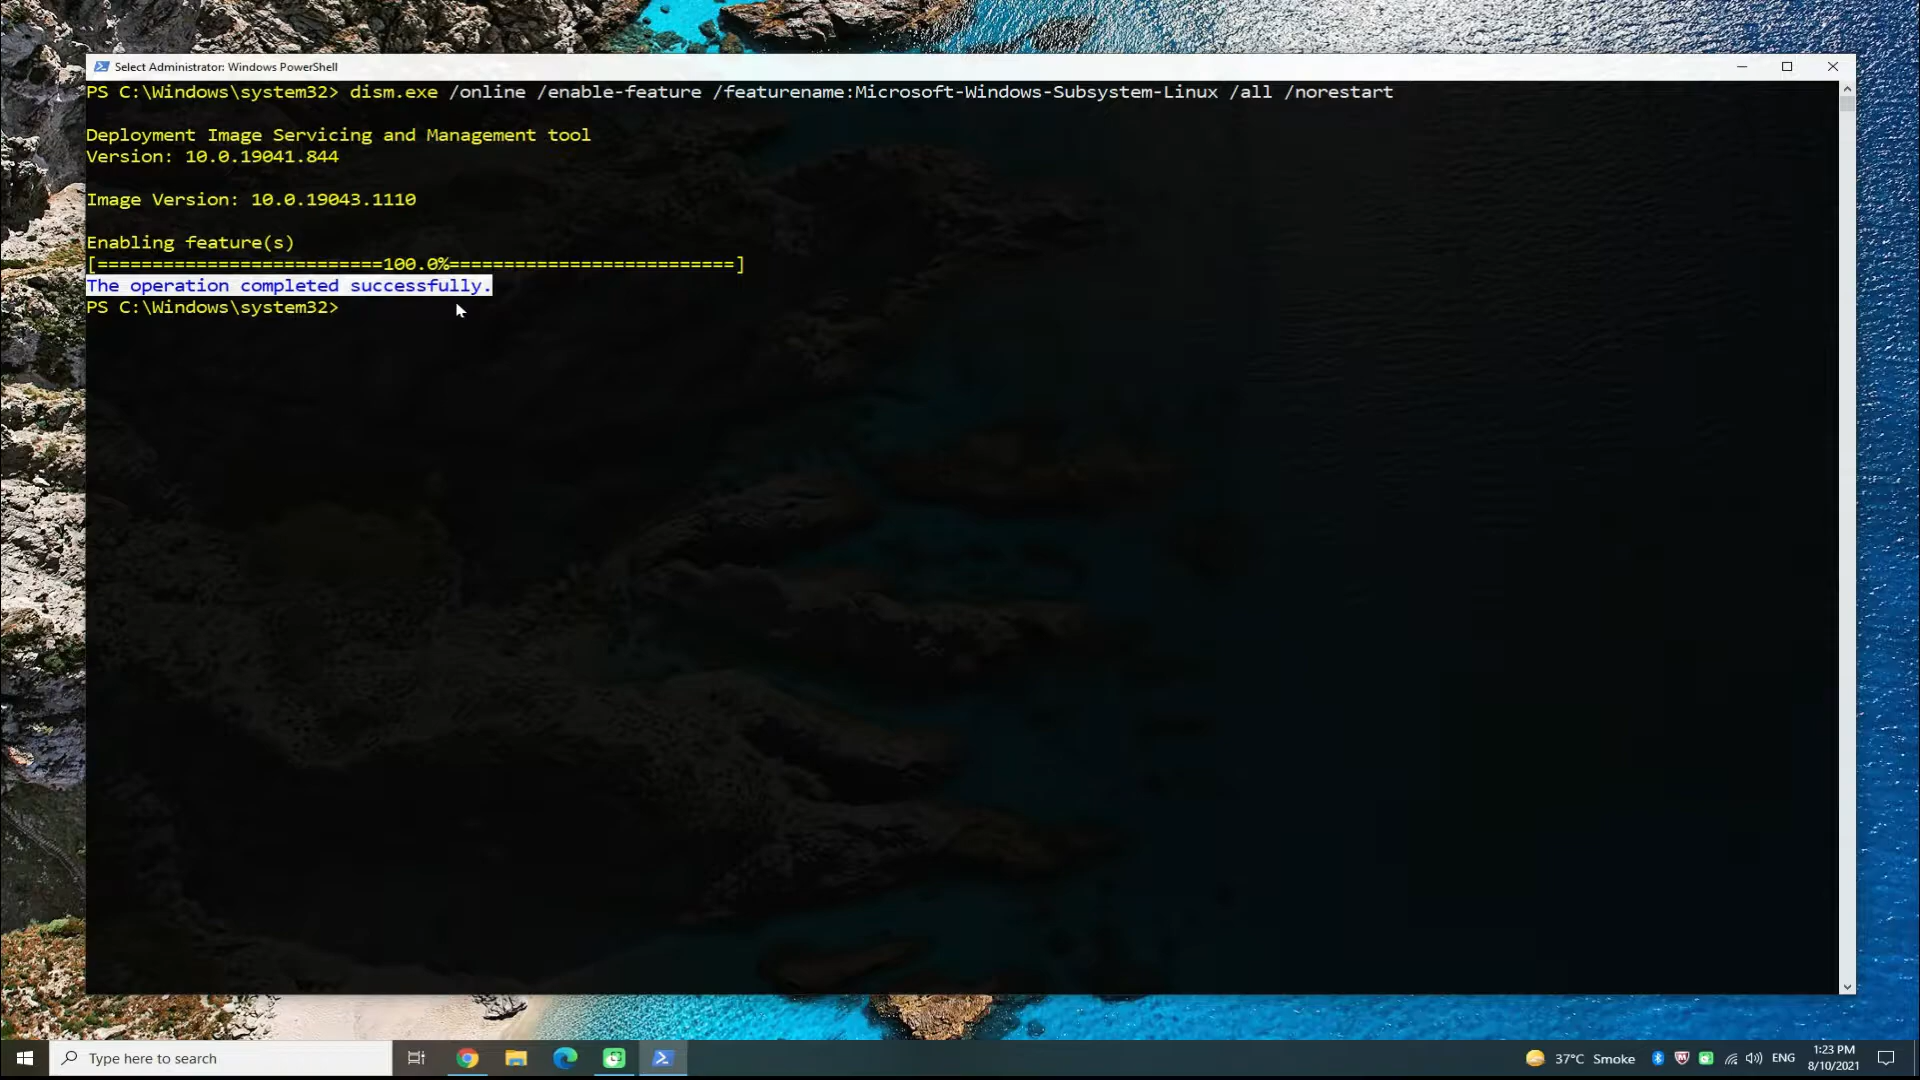 Select Administrator: Windows PowerShell
PS C:\Windows\system32> dism.exe /online /enable-feature /featurename:Microsoft-Windows-Subsystem-Linux /all /norestart
Deployment Image Servicing and Management tool
Version: 10.0.19041.844
Image Version: 10.0.19043.1110
Enabling feature(s)
[==========================100.0%==========================]
The operation completed successfully.
PS C:\Windows\system32>
Type here to search
37°C Smoke
ENG
1:23 PM
8/10/2021